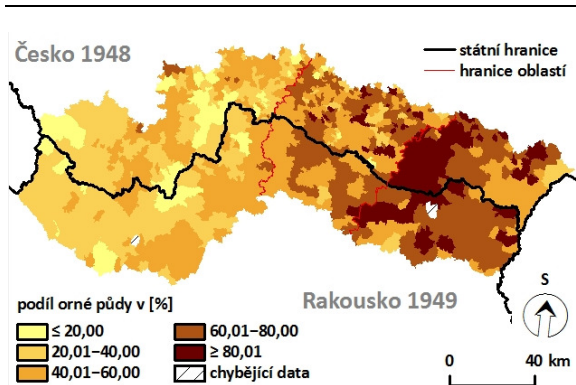 Česko 1948
státní hranice
hranice oblastí
Rakousko 1949
S
podíl orné půdy v [%]
≤ 20,00
20,01–40,00
40,01–60,00
60,01–80,00
≥ 80,01
chybějící data
0 40 km